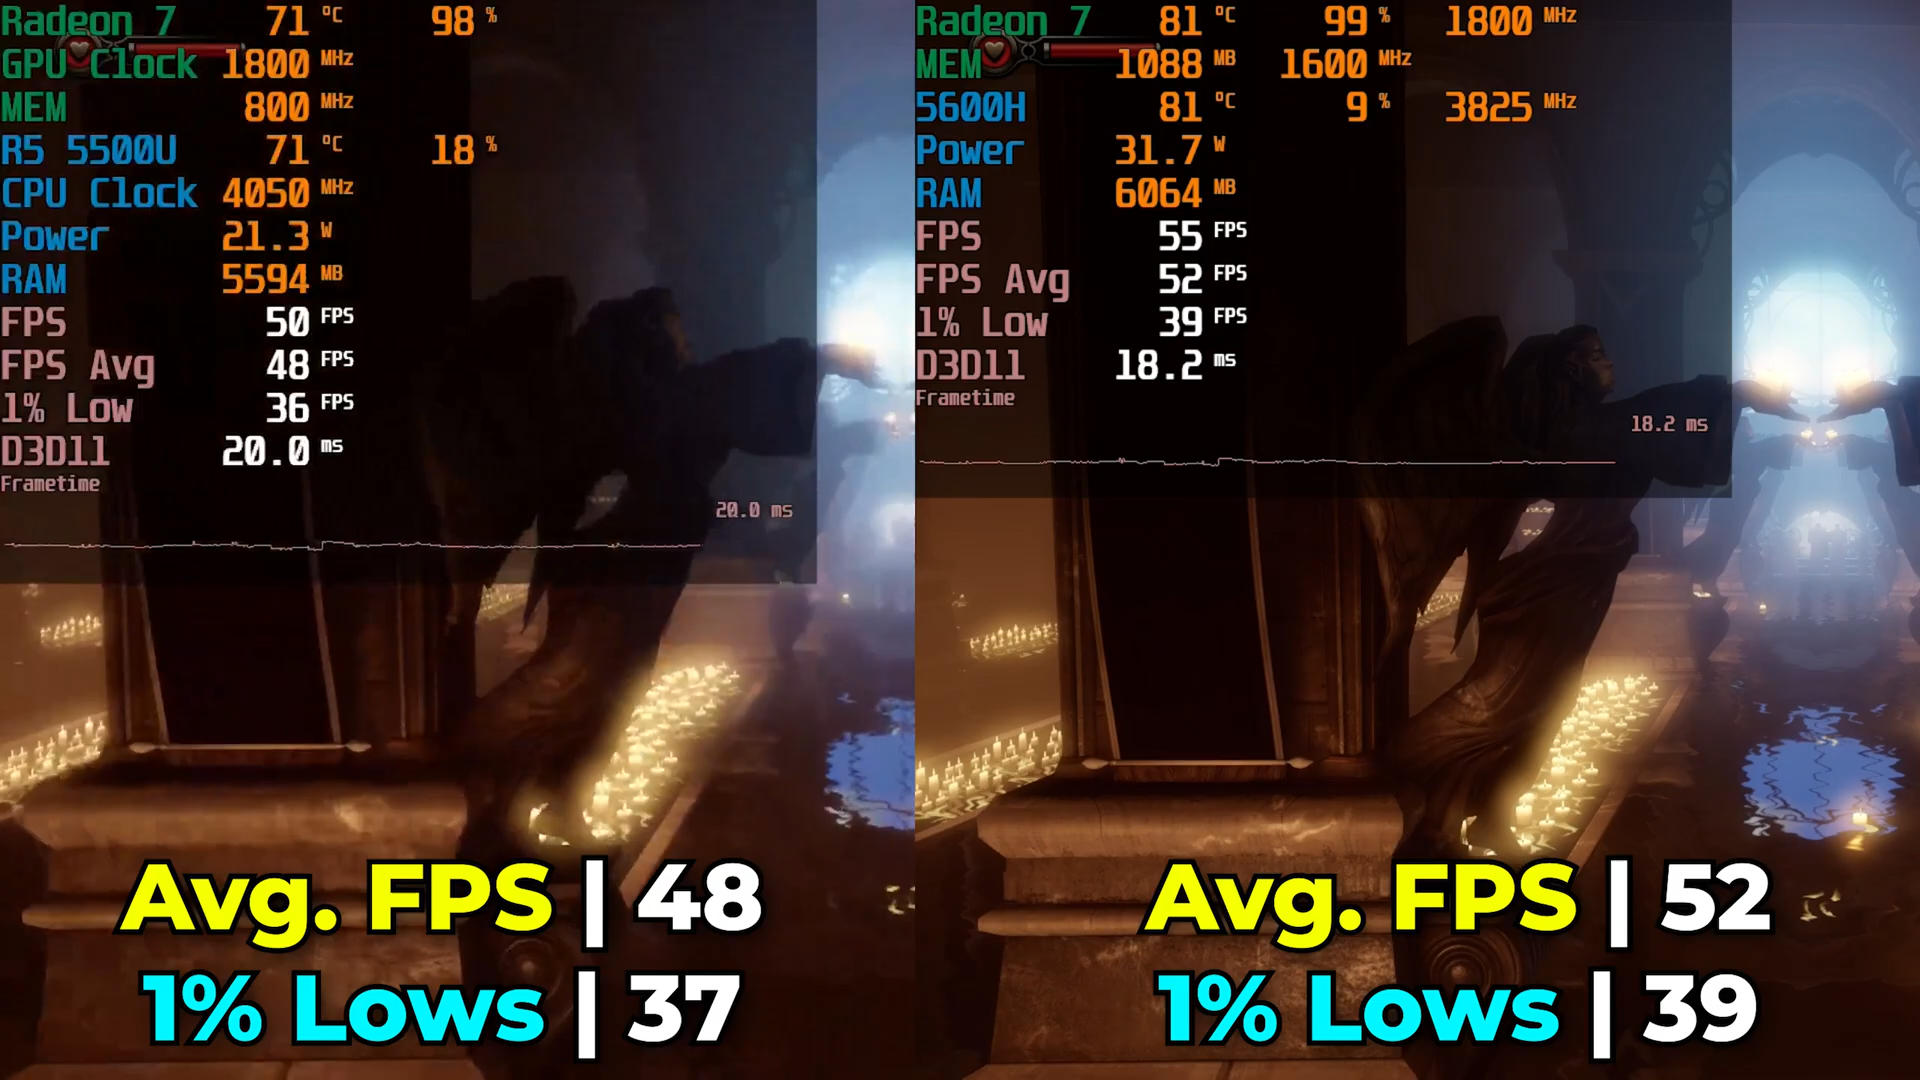 Radeon 7 71 °C 98 %
GPU Clock 1800 MHz
MEM 800 MHz
R5 5500U 71 °C 18 %
CPU Clock 4050 MHz
Power 21.3 W
RAM 5594 MB
FPS 50 FPS
FPS Avg 48 FPS
1% Low 36 FPS
D3D11 20.0 ms
Frametime
20.0 ms
Avg. FPS | 48
1% Lows | 37
Radeon 7 81 °C 99 % 1800 MHz
MEM 1088 MB 1600 MHz
5600H 81 °C 9 % 3825 MHz
Power 31.7 W
RAM 6064 MB
FPS 55 FPS
FPS Avg 52 FPS
1% Low 39 FPS
D3D11 18.2 ms
Frametime
18.2 ms
Avg. FPS | 52
1% Lows | 39